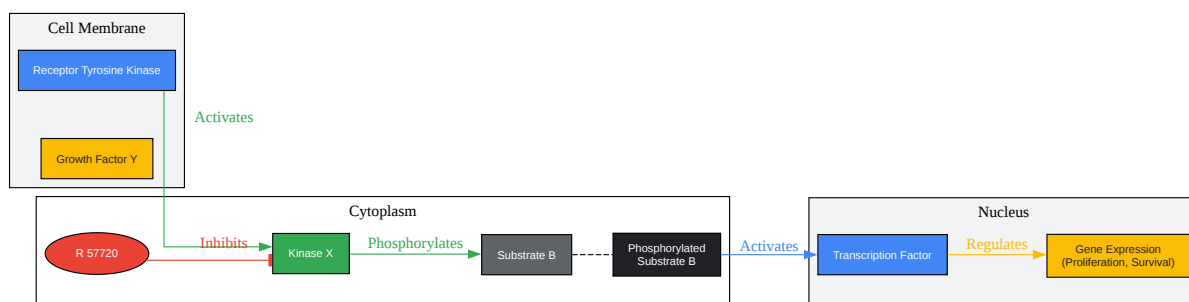 Cell Membrane
Receptor Tyrosine Kinase
Activates
Growth Factor Y
Cytoplasm
R 57720
Inhibits
Kinase X
Phosphorylates
Substrate B
Phosphorylated
Substrate B
Activates
Nucleus
Transcription Factor
Regulates
Gene Expression
(Proliferation, Survival)